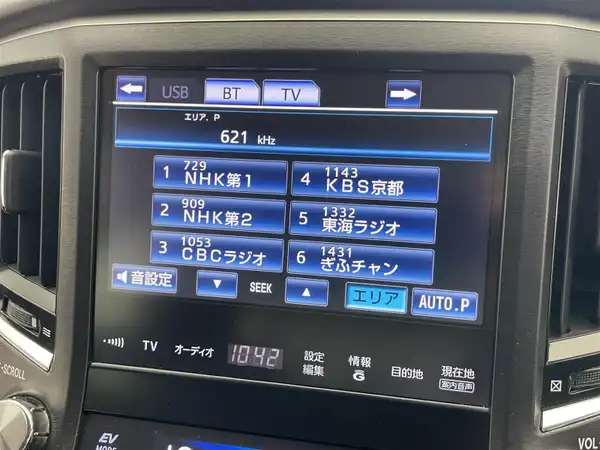 USB BT TV
エリア. P
621 kHz
1 729 NHK第1
4 1143 KBS京都
2 909 NHK第2
5 1332 東海ラジオ
3 1053 CBCラジオ
6 1431 ぎふチャン
音設定 SEEK エリア AUTO.P
TV オーディオ 10:42 設定編集 情報 G 目的地 現在地 案内音声
-SCROLL
EV MODE
VOL